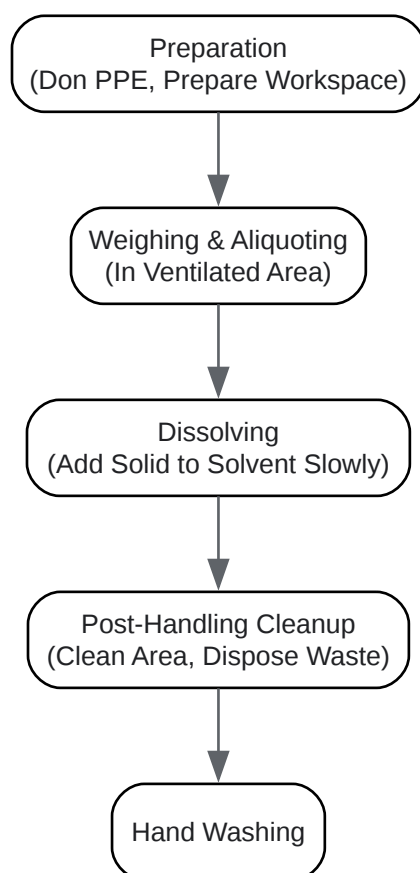 Preparation
(Don PPE, Prepare Workspace)
Weighing & Aliquoting
(In Ventilated Area)
Dissolving
(Add Solid to Solvent Slowly)
Post-Handling Cleanup
(Clean Area, Dispose Waste)
Hand Washing